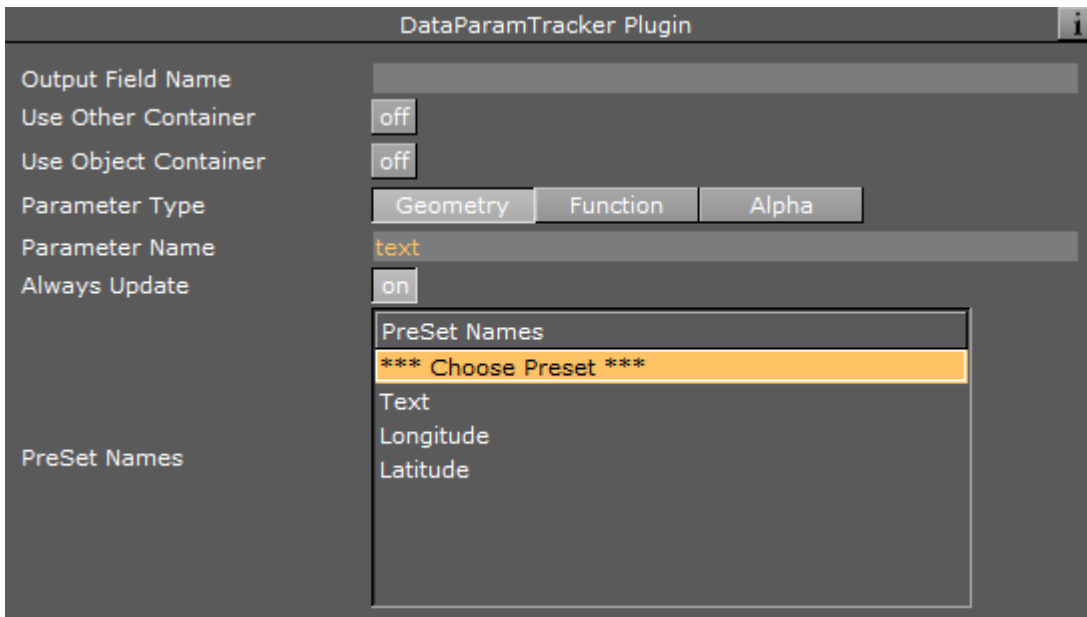 DataParamTracker Plugin i
Output Field Name
Use Other Container off
Use Object Container off
Parameter Type Geometry Function Alpha
Parameter Name text
Always Update on
PreSet Names
*** Choose Preset ***
Text
Longitude
PreSet Names
Latitude